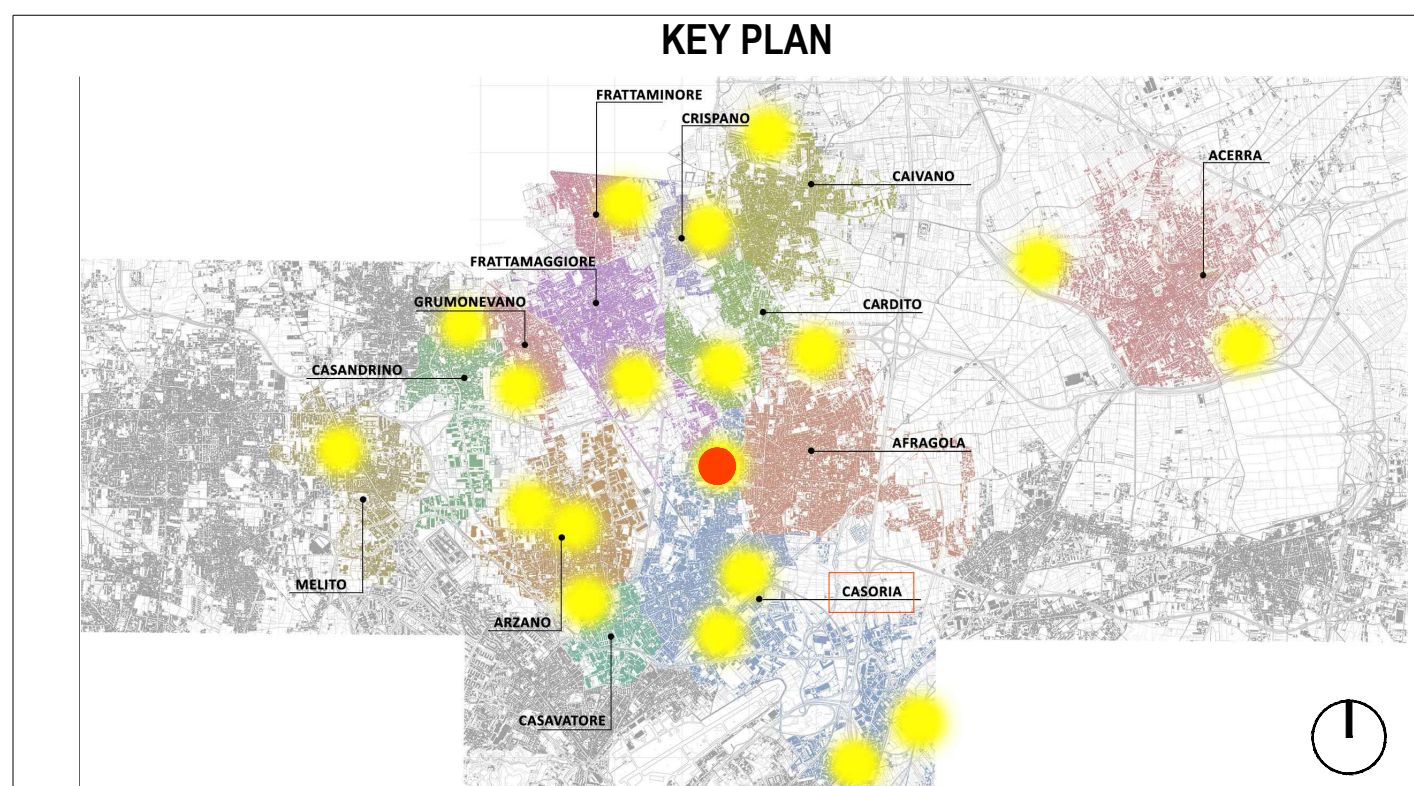 KEY PLAN
FRATTAMINORE
CRISPANO
ACERRA
CAIVANO
FRATTAMAGGIORE
GRUMONEVANO
CARDITO
CASANDRINO
AFRAGOLA
MELITO
CASORIA
ARZANO
CASAVATORE